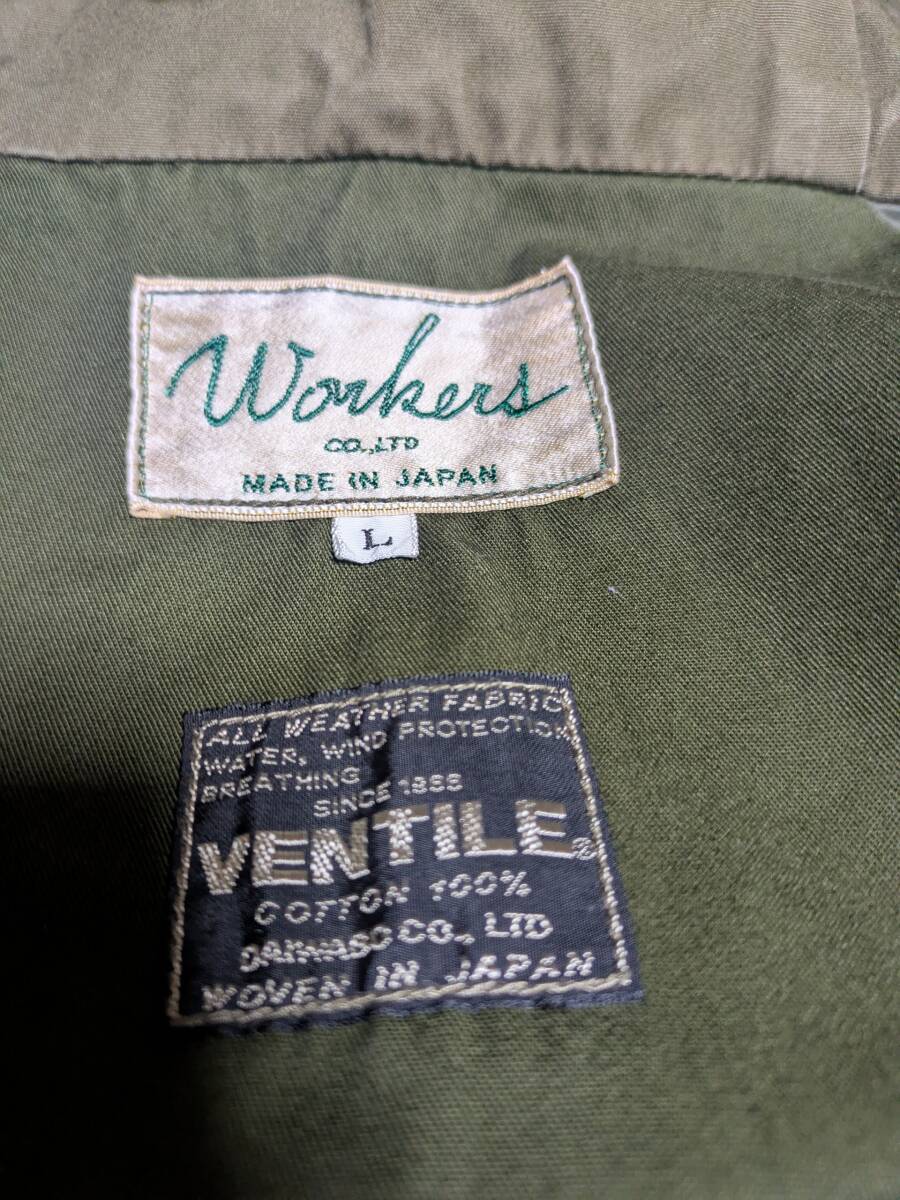 Workers
CO.,LTD
MADE IN JAPAN
L
ALL WEATHER FABRIC
WATER, WIND PROTECTION
BREATHING
SINCE 1888
VENTILE®
COTTON 100%
DAIWABO CO., LTD
WOVEN IN JAPAN